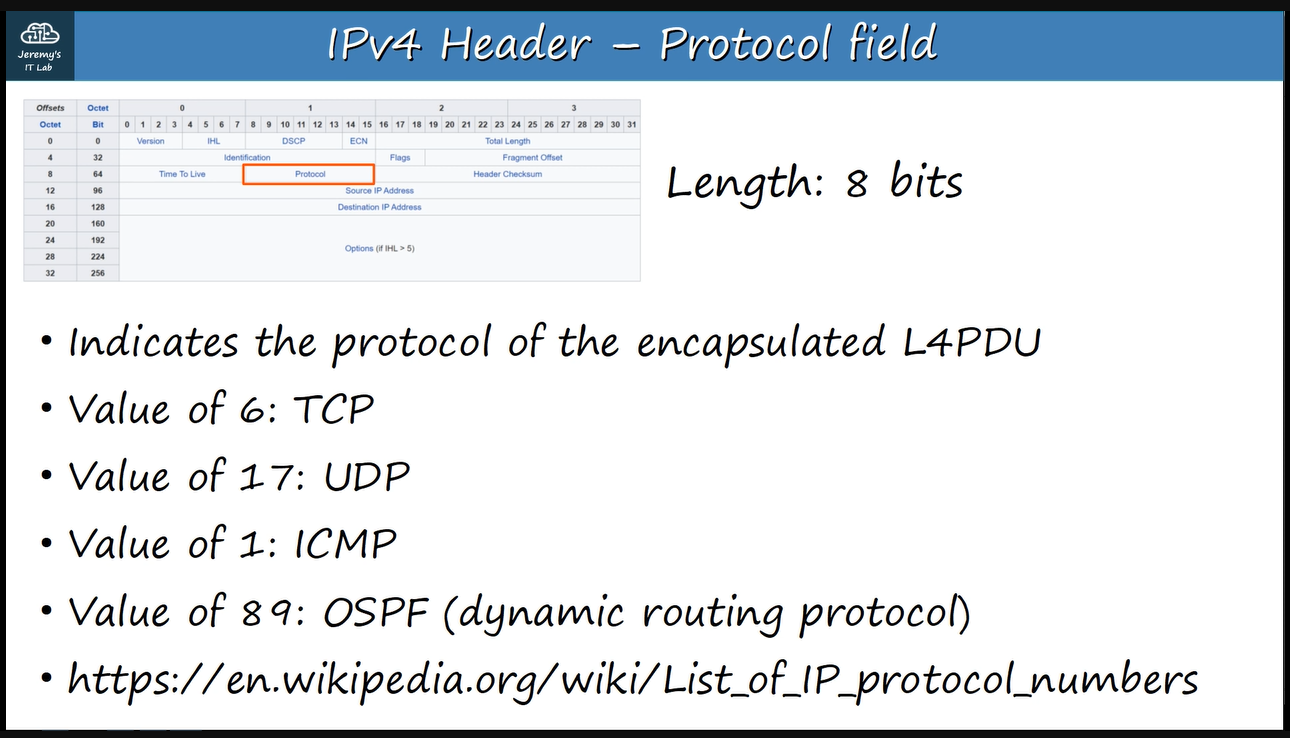 Jeremy's
IT Lab
IPv4 Header – Protocol field
Offsets Octet 0 1 2 3
Octet Bit 0 1 2 3 4 5 6 7 8 9 10 11 12 13 14 15 16 17 18 19 20 21 22 23 24 25 26 27 28 29 30 31
0 0 Version IHL DSCP ECN Total Length
4 32 Identification Flags Fragment Offset
8 64 Time To Live Protocol Header Checksum
12 96 Source IP Address
16 128 Destination IP Address
20 160
24 192
Options (if IHL > 5)
28 224
32 256
Length: 8 bits
• Indicates the protocol of the encapsulated L4PDU
• Value of 6: TCP
• Value of 17: UDP
• Value of 1: ICMP
• Value of 89: OSPF (dynamic routing protocol)
• https://en.wikipedia.org/wiki/List_of_IP_protocol_numbers